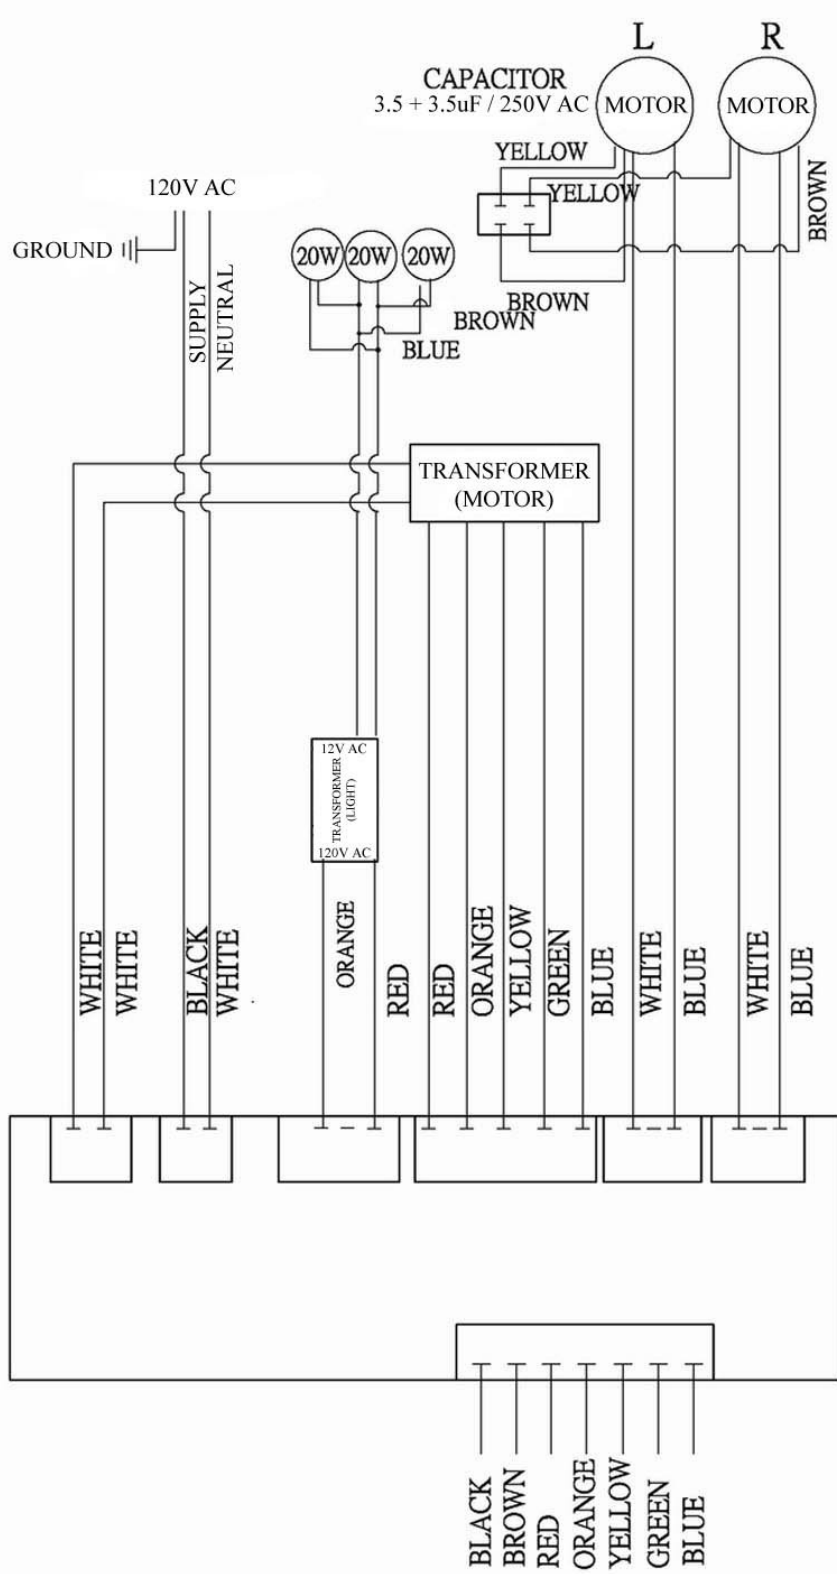 L
R
CAPACITOR
3.5 + 3.5uF / 250V AC
MOTOR
MOTOR
YELLOW
YELLOW
BROWN
120V AC
GROUND
SUPPLY
NEUTRAL
20W
20W
20W
BROWN
BROWN
BLUE
TRANSFORMER
(MOTOR)
12V AC
TRANSFORMER
(LIGHT)
120V AC
WHITE
WHITE
BLACK
WHITE
ORANGE
RED
RED
ORANGE
YELLOW
GREEN
BLUE
WHITE
BLUE
WHITE
BLUE
BLACK
BROWN
RED
ORANGE
YELLOW
GREEN
BLUE